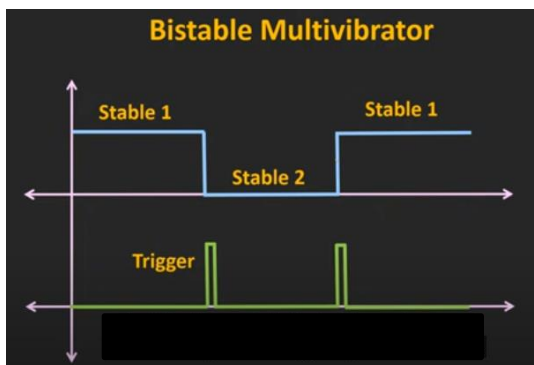 Bistable Multivibrator
Stable 1
Stable 1
Stable 2
Trigger